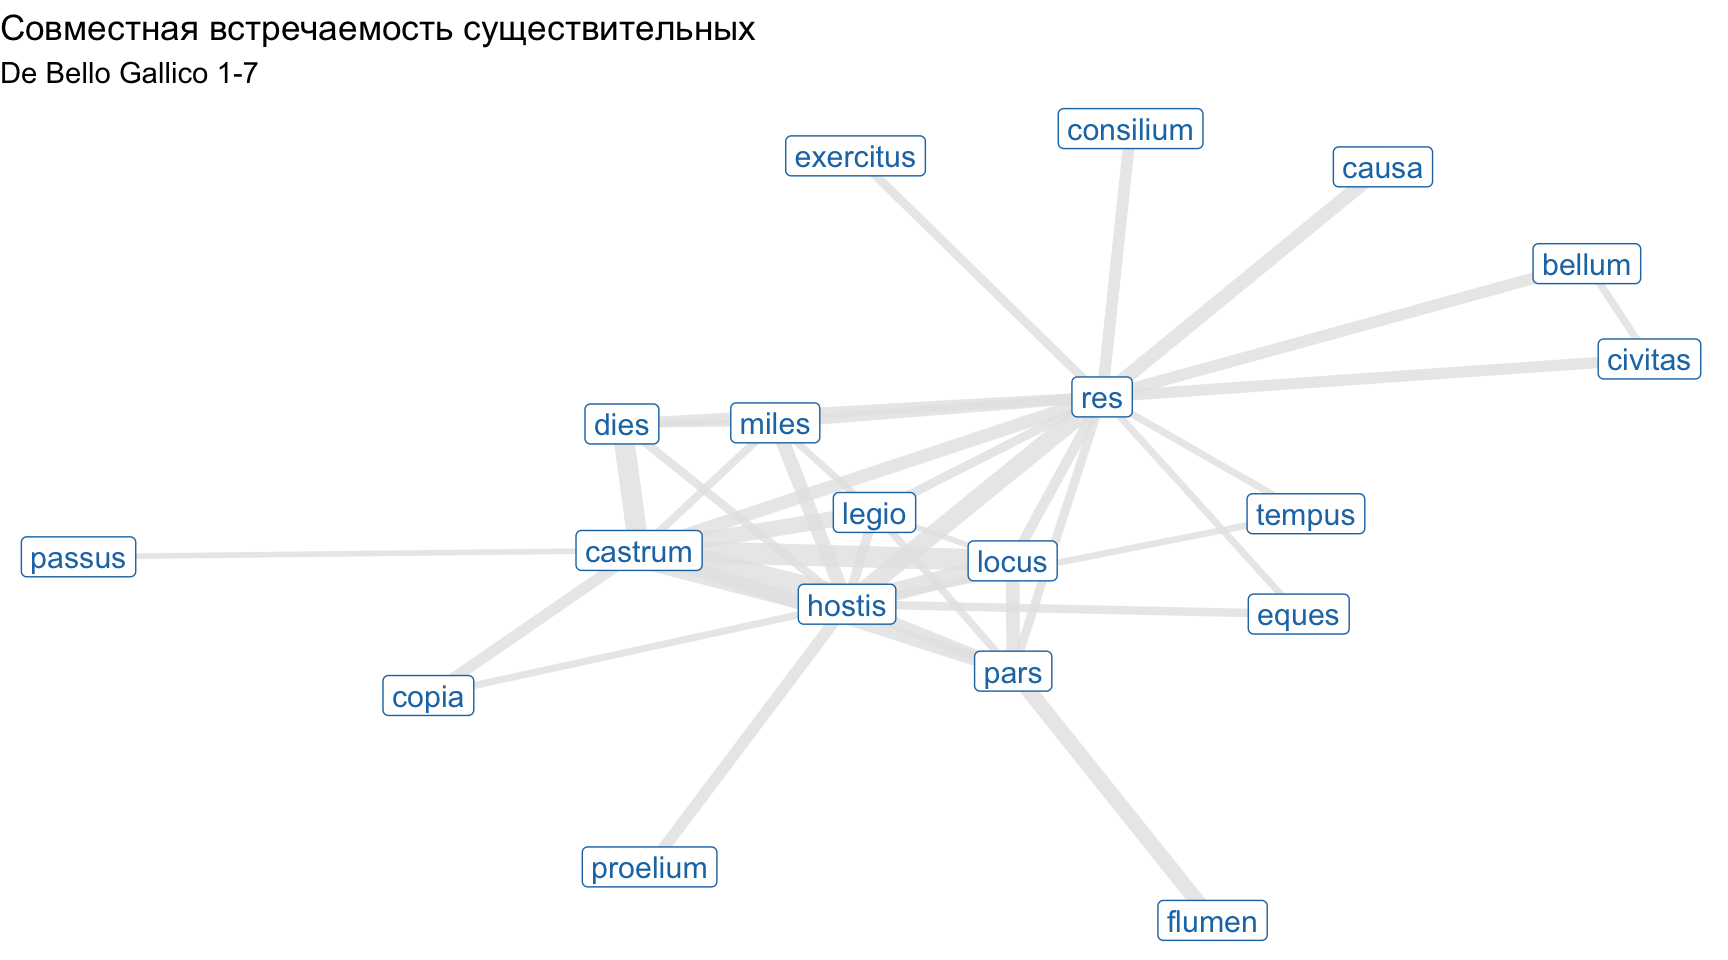 Совместная встречаемость существительных
De Bello Gallico 1-7
consilium
exercitus
causa
bellum
civitas
res
dies
miles
legio
tempus
passus
castrum
locus
hostis
eques
pars
copia
proelium
flumen